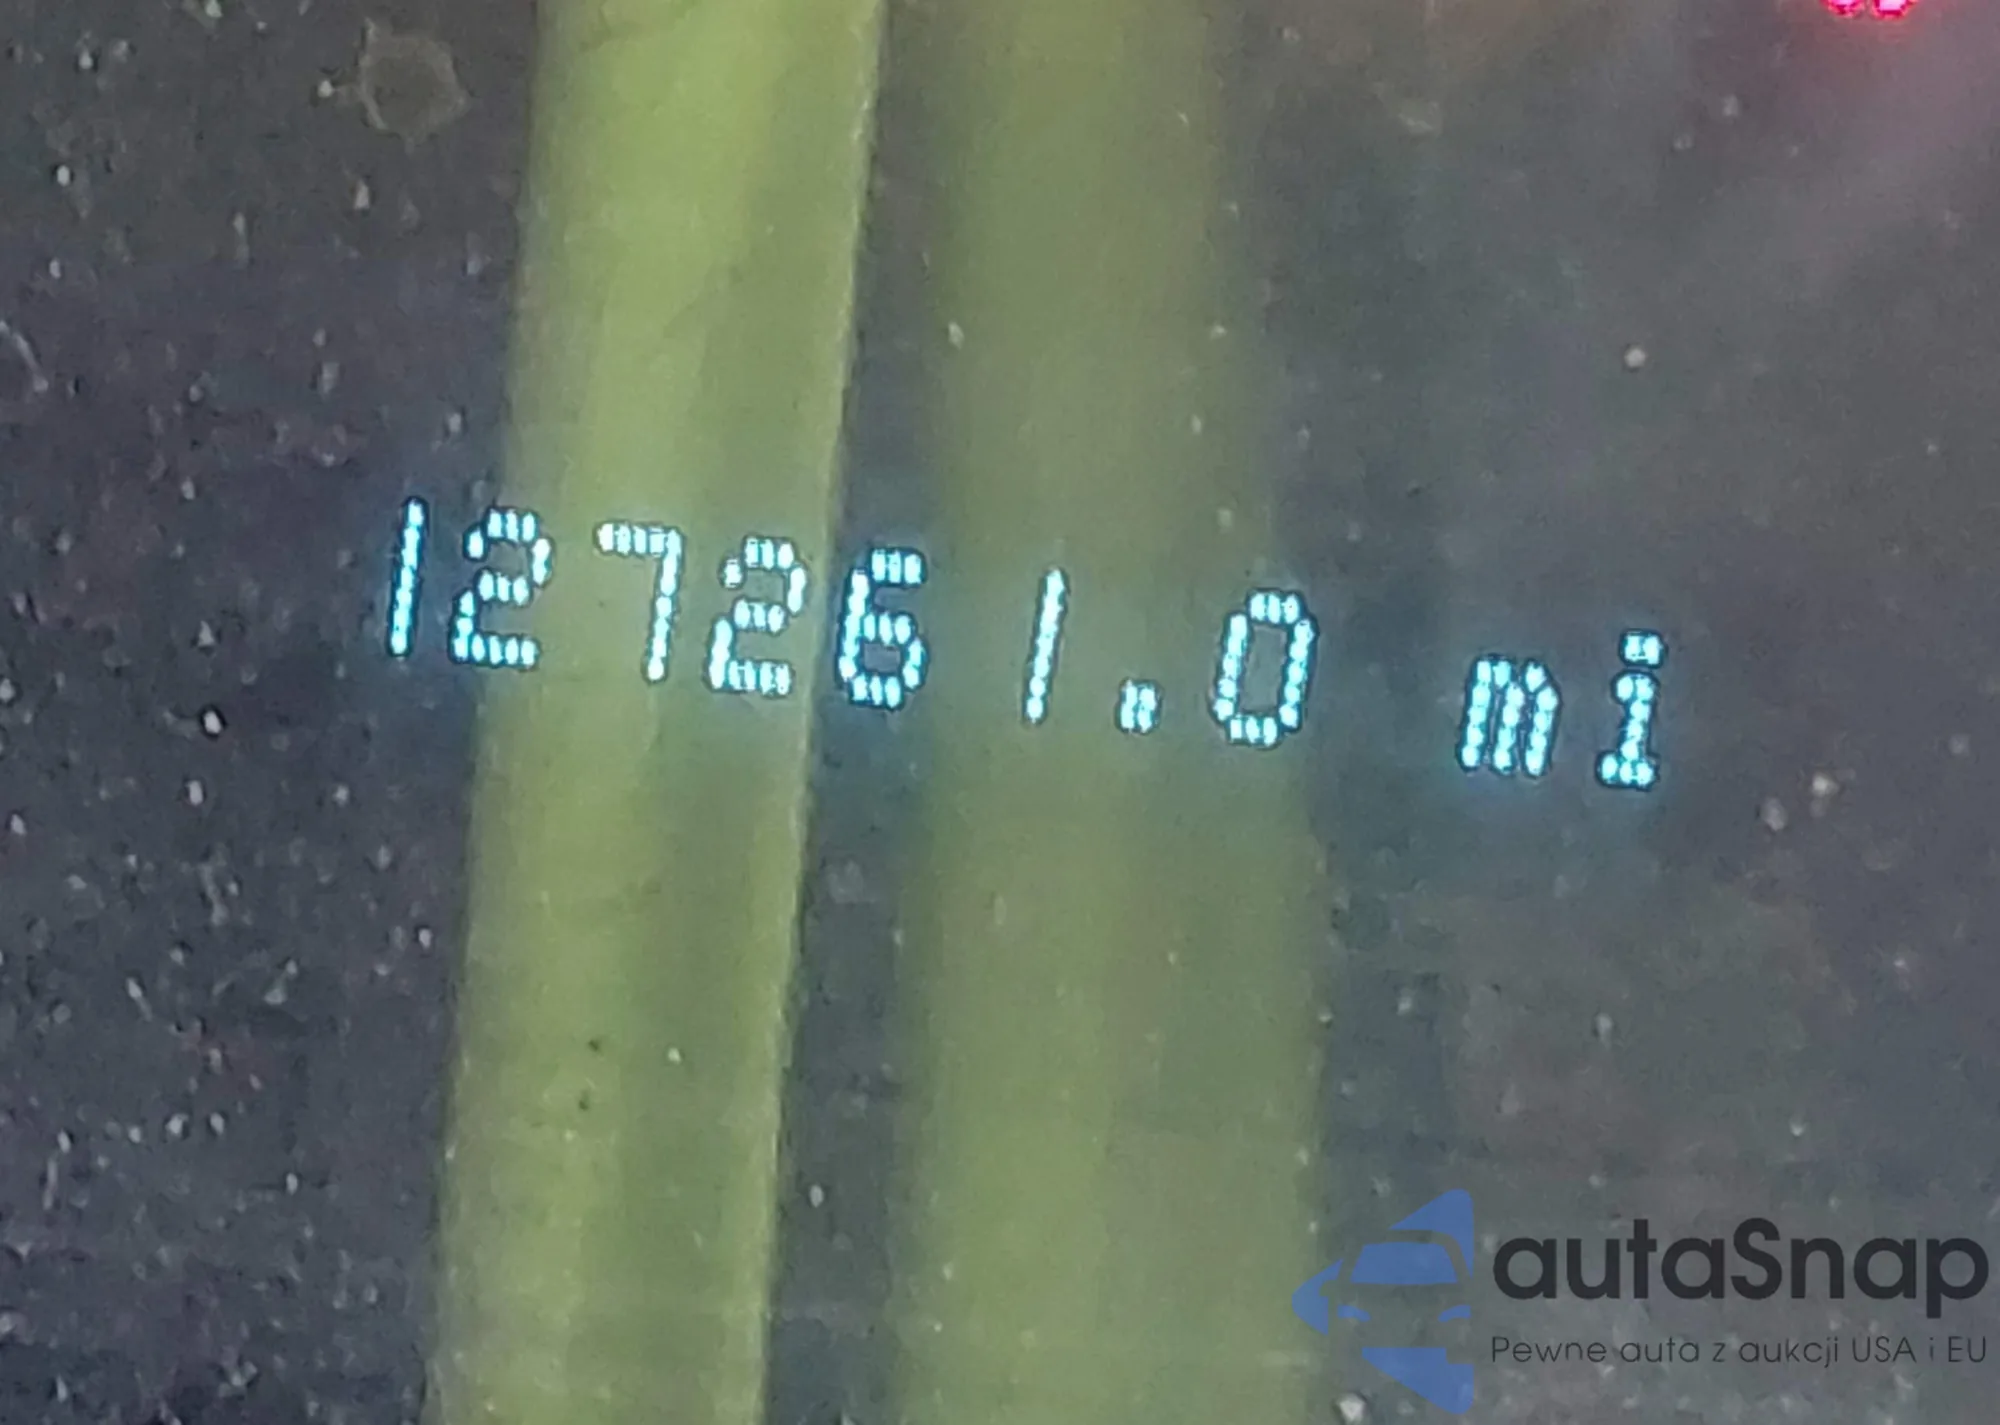 127261.0 mi
autaSnap
Pewne auta z aukcji USA i EU